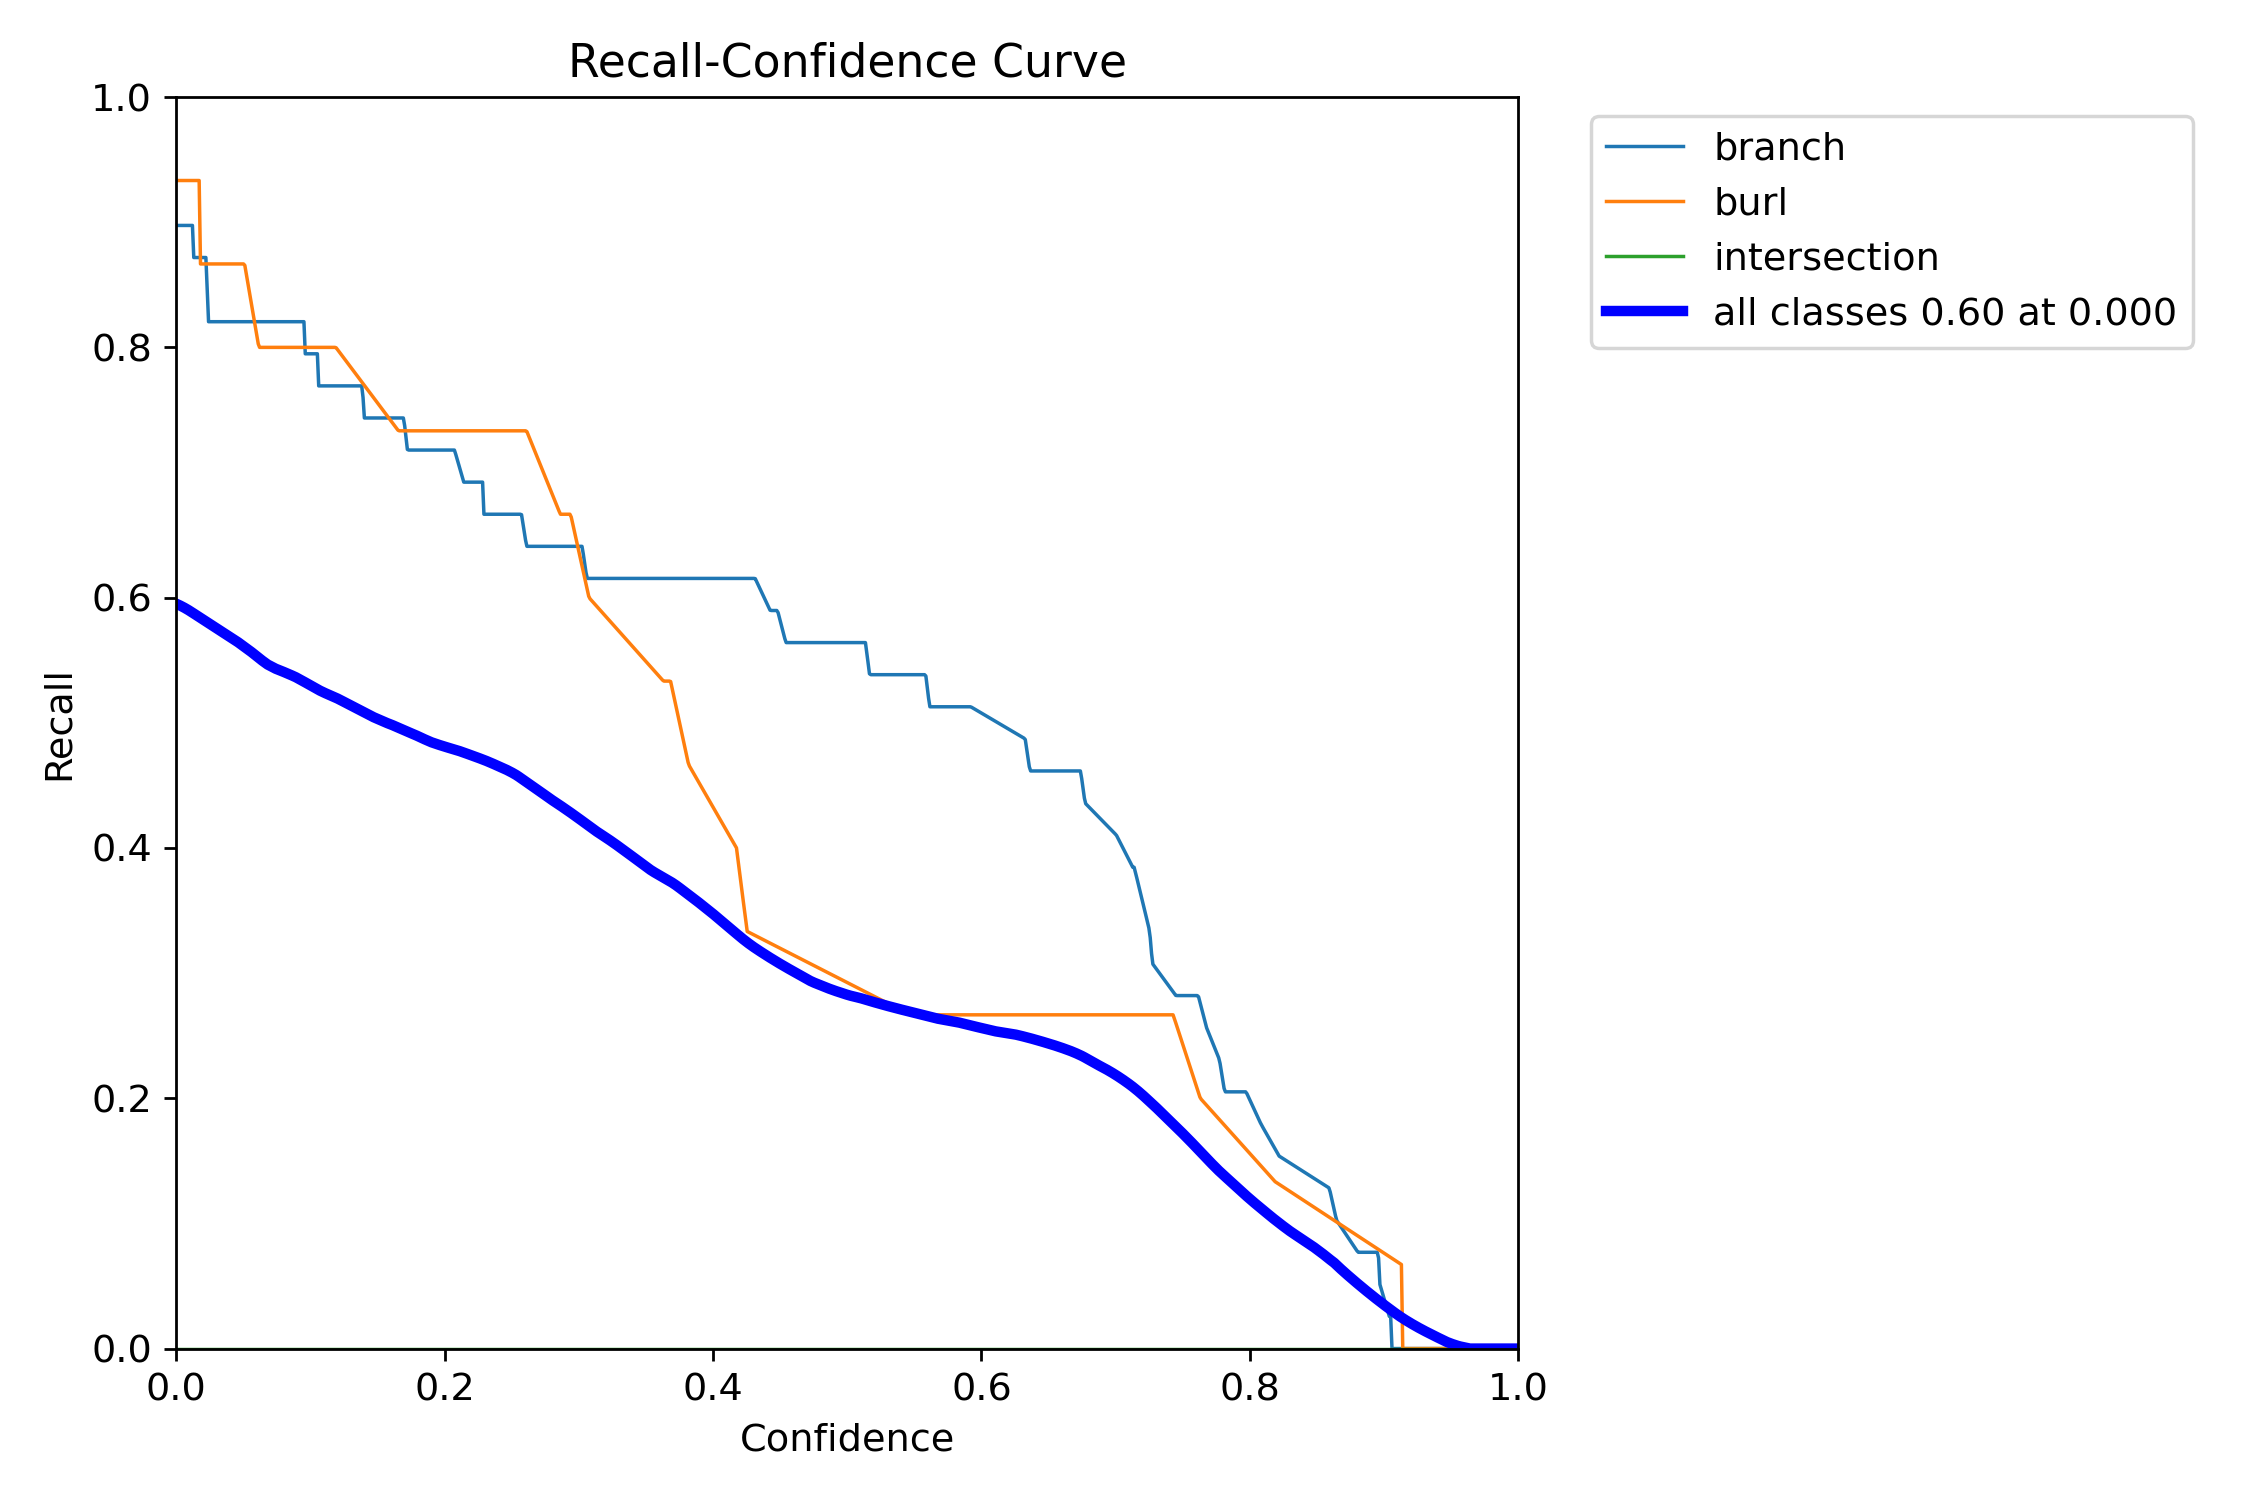 Recall-Confidence Curve
1.0
0.8
0.6
0.4
0.2
0.0
Recall
0.0 0.2 0.4 0.6 0.8 1.0
Confidence
branch
burl
intersection
all classes 0.60 at 0.000